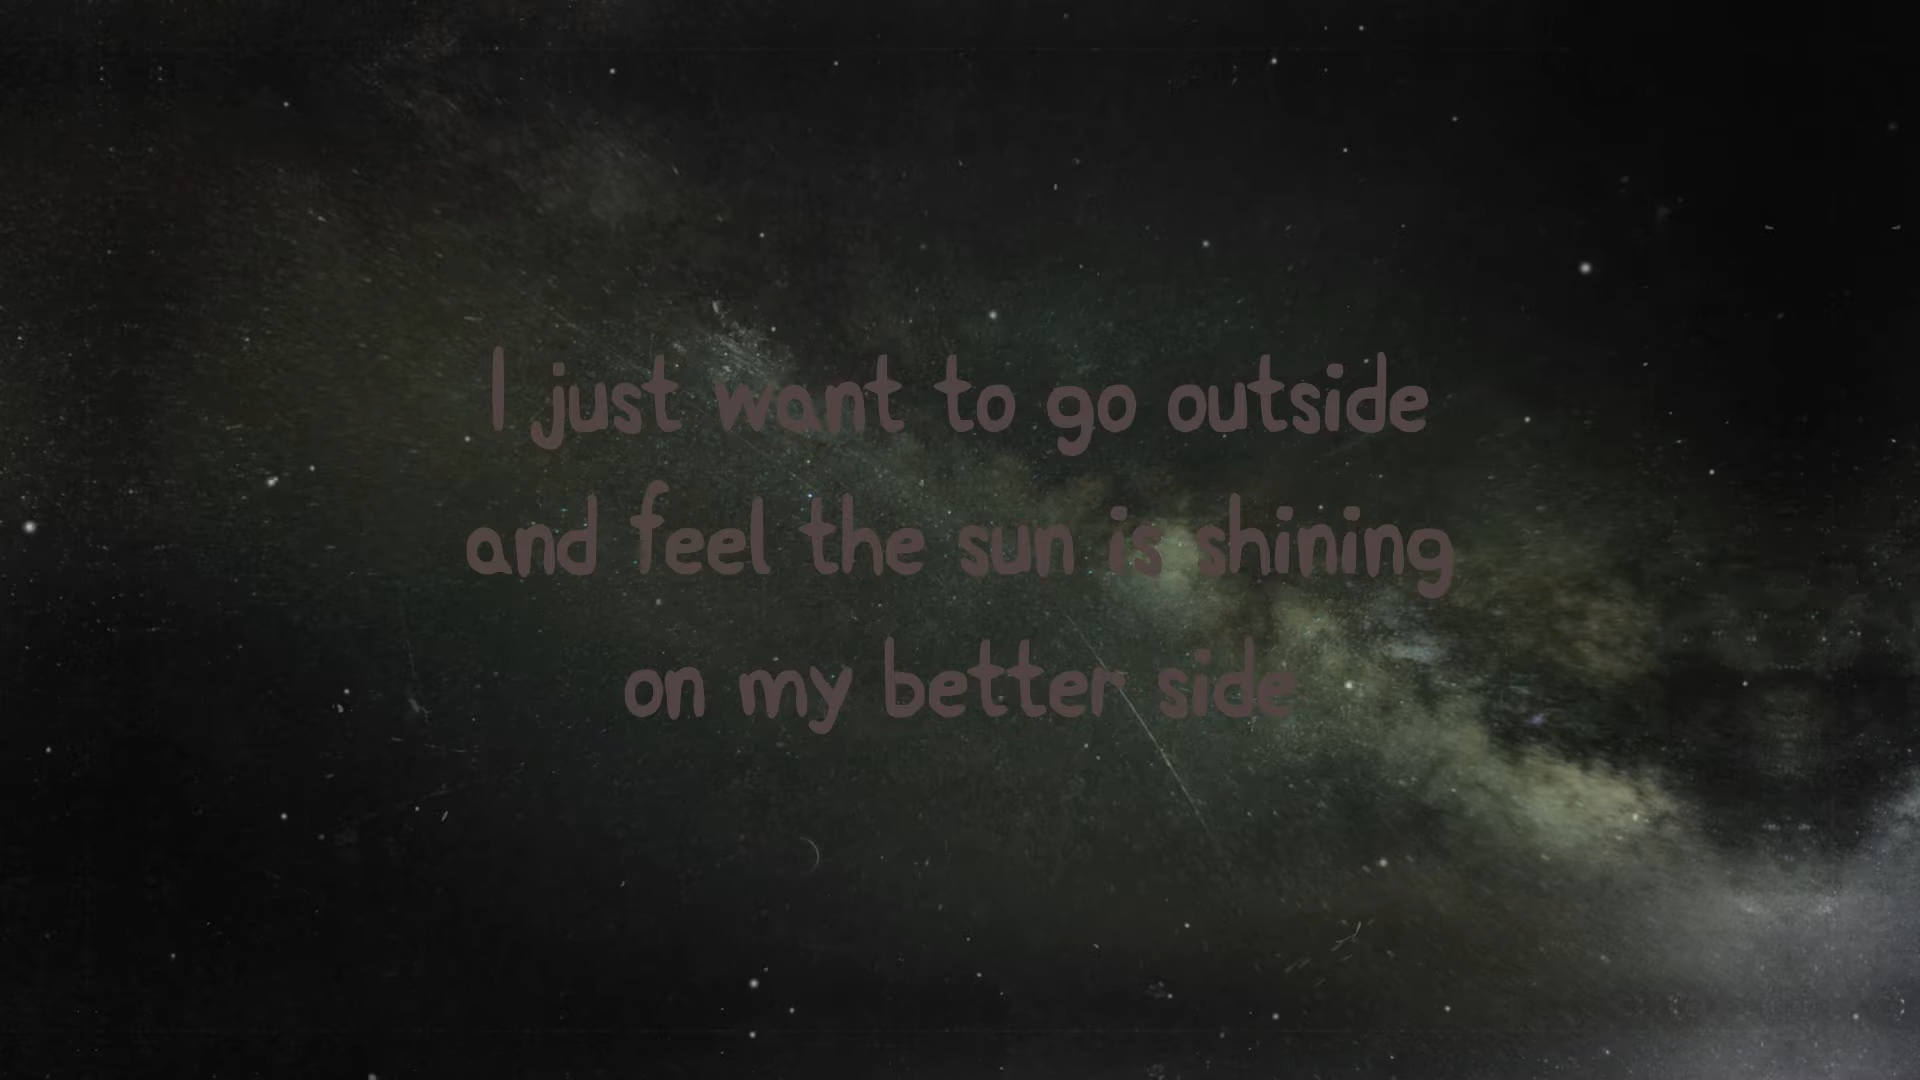 I just want to go outside
and feel the sun is shining
on my better side